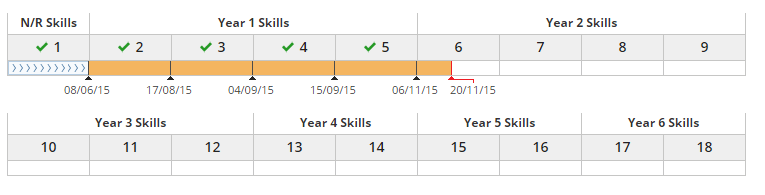 N/R Skills Year 1 Skills Year 2 Skills
1 2 3 4 5 6 7 8 9
08/06/15 17/08/15 04/09/15 15/09/15 06/11/15 20/11/15
Year 3 Skills Year 4 Skills Year 5 Skills Year 6 Skills
10 11 12 13 14 15 16 17 18